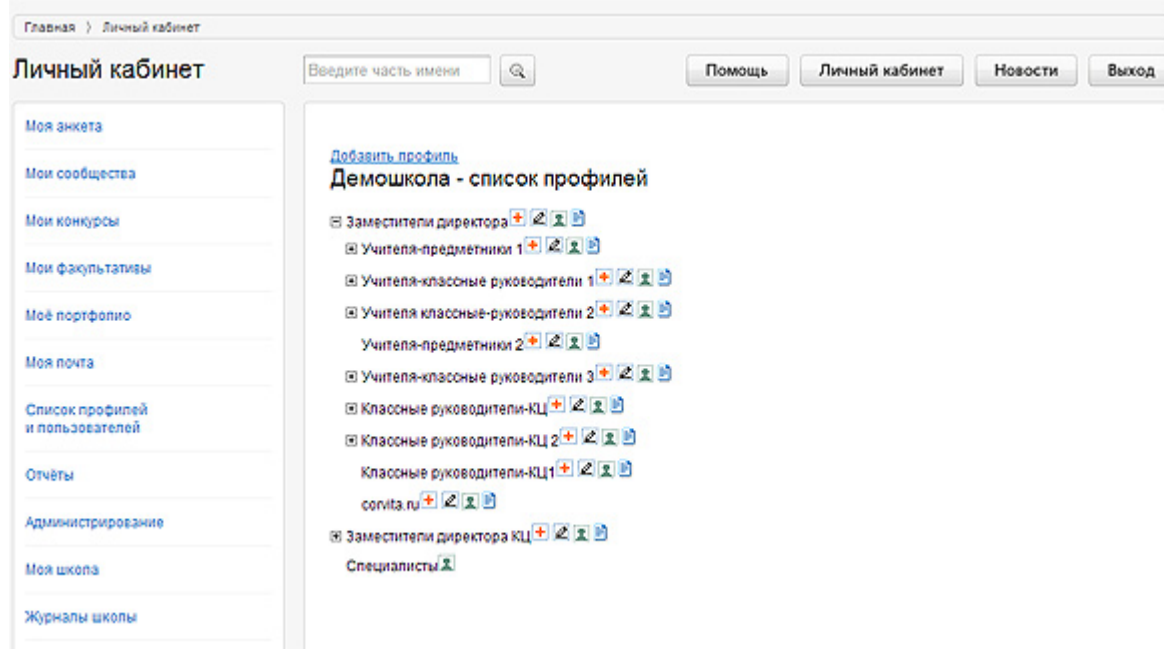 Главная 〉 Личный кабинет
Личный кабинет
Введите часть имени
Помощь
Личный кабинет
Новости
Выход
Моя анкета
Мои сообщества
Мои конкурсы
Мои факультативы
Моё портфолио
Моя почта
Список профилей
и пользователей
Отчёты
Администрирование
Моя школа
Журналы школы
Добавить профиль
Демошкола - список профилей
Заместители директора
Учителя-предметники 1
Учителя-классные руководители 1
Учителя классные-руководители 2
Учителя-предметники 2
Учителя-классные руководители 3
Классные руководители-КЦ
Классные руководители-КЦ 2
Классные руководители-КЦ1
corvita.ru
Заместители директора КЦ
Специалисты